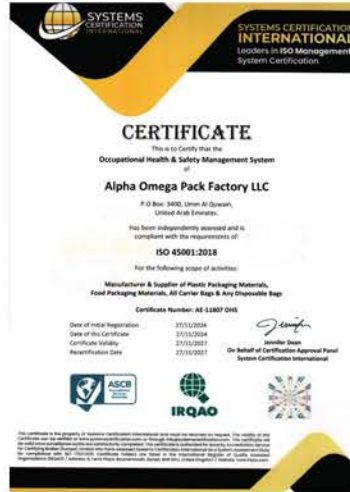 SYSTEMS
CERTIFICATION
INTERNATIONAL
SYSTEMS CERTIFICATION
INTERNATIONAL
Leaders in ISO Management
System Certification
CERTIFICATE
This is to Certify that the
Occupational Health & Safety Management System
of
Alpha Omega Pack Factory LLC
P.O Box: 3400, Umm Al Quwain,
United Arab Emirates.
Has been independently assessed and is
compliant with the requirements of:
ISO 45001:2018
For the following scope of activities:
Manufacturer & Supplier of Plastic Packaging Materials,
Food Packaging Materials, All Carrier Bags & Any Disposable Bags
Certificate Number: AE-11807 OHS
Date of Initial Registration 27/11/2024
Date of this Certificate 27/11/2024
Certificate Validity 27/11/2027
Recertification Date 27/11/2027
Jennifer Dean
On Behalf of Certification Approval Panel
System Certification International
ASCB
IRQAO